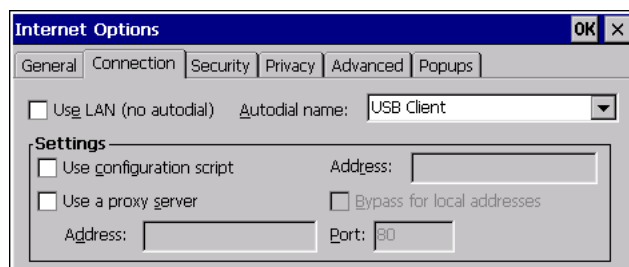 Internet Options OK ×
General Connection Security Privacy Advanced Popups
Use LAN (no autodial) Autodial name: USB Client
Settings
Use configuration script Address:
Use a proxy server Bypass for local addresses
Address: Port: 80